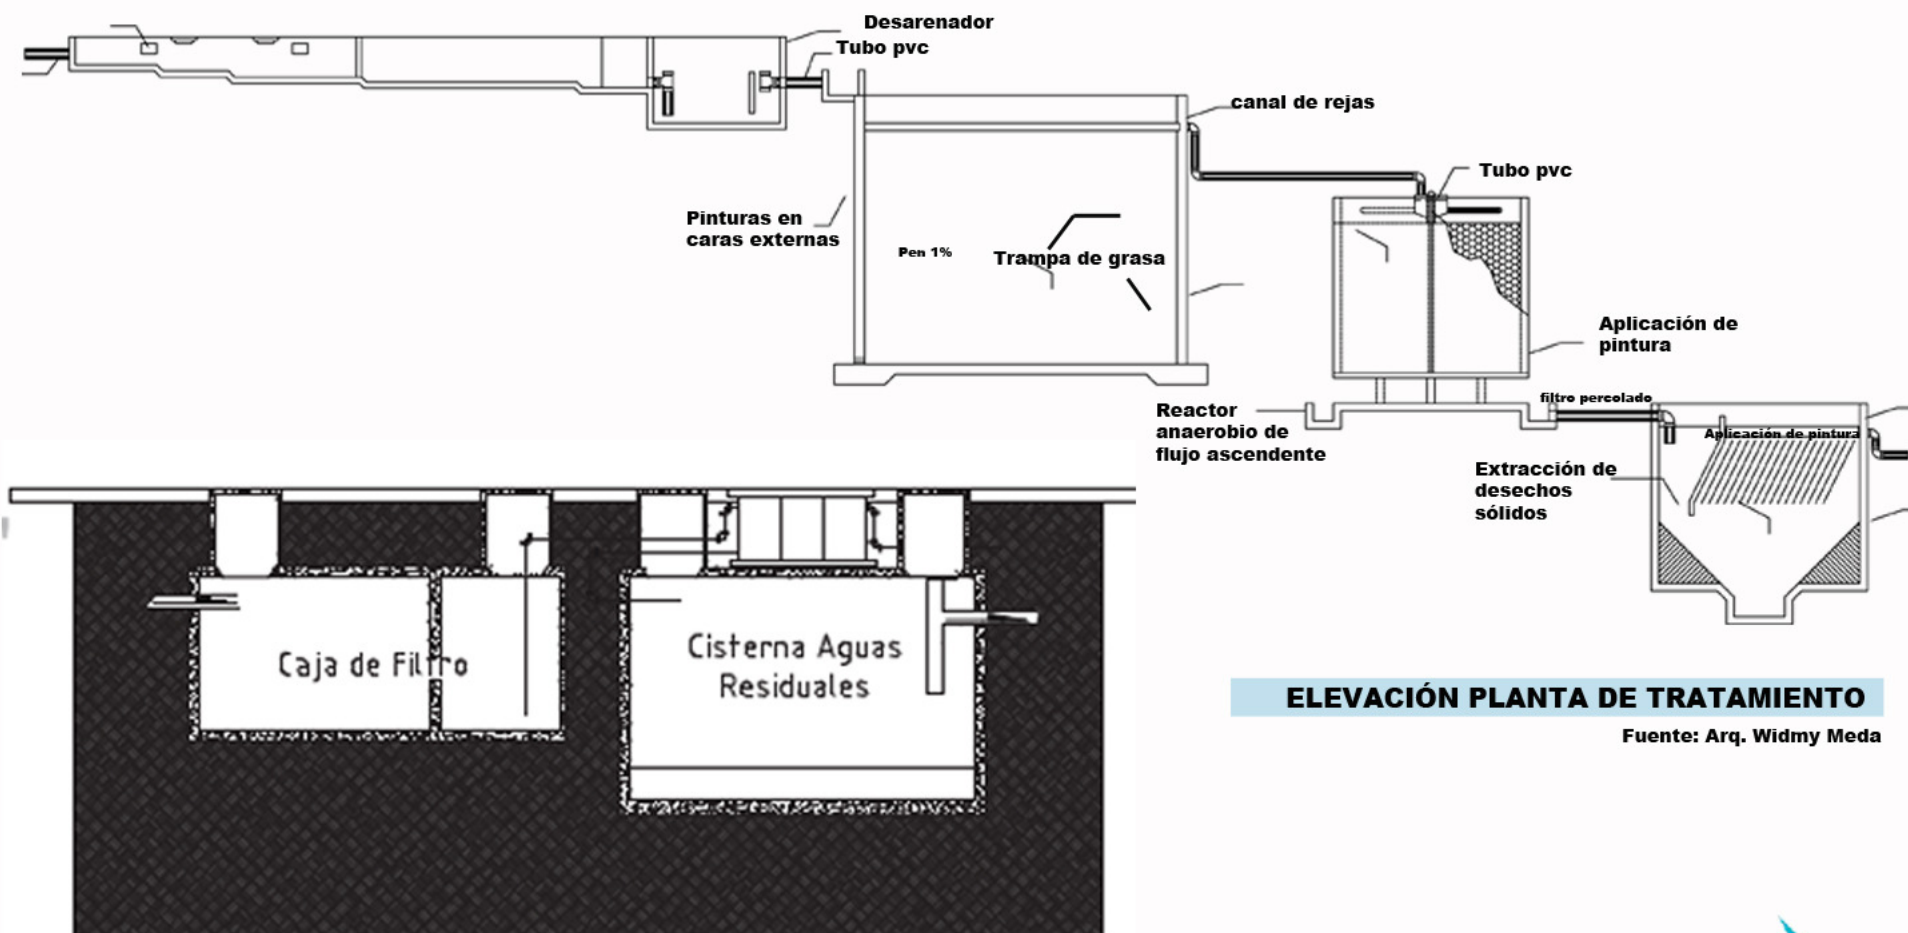 Desarenador
Tubo pvc
canal de rejas
Tubo pvc
Pinturas en
caras externas
Pen 1%
Trampa de grasa
Aplicación de
pintura
filtro percolado
Reactor
anaerobio de
flujo ascendente
Aplicación de pintura
Extracción de
desechos
sólidos
Caja de Filtro
Cisterna Aguas
Residuales
ELEVACIÓN PLANTA DE TRATAMIENTO
Fuente: Arq. Widmy Meda